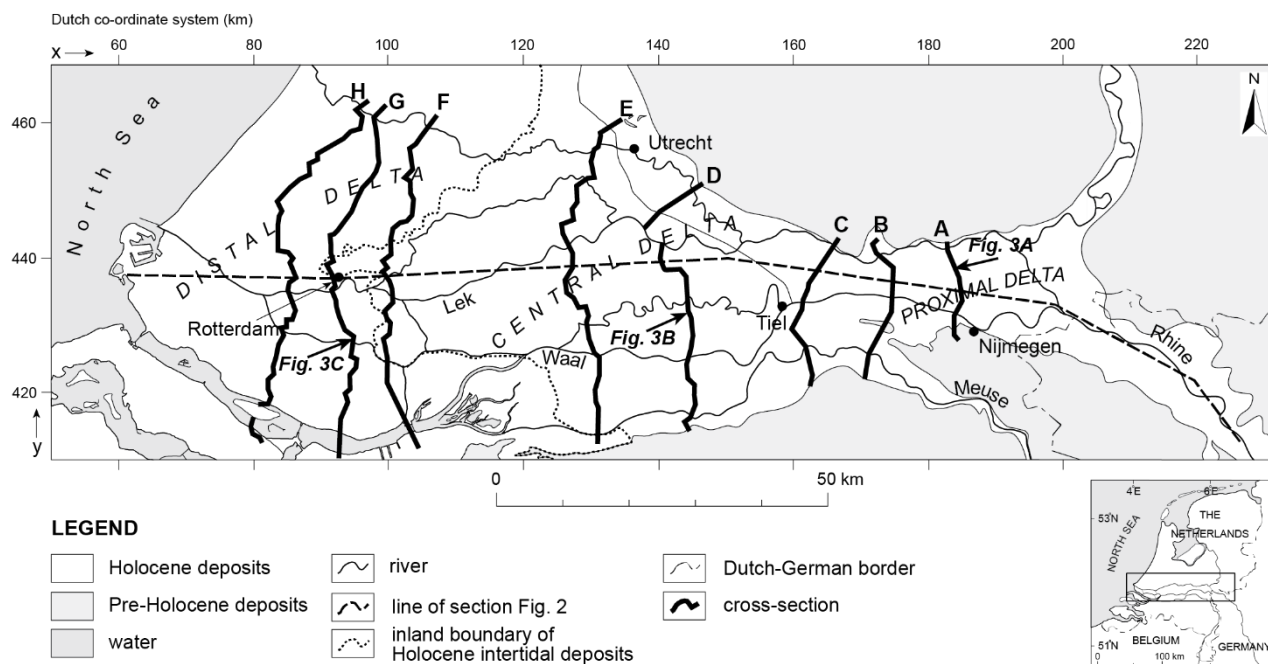 Dutch co-ordinate system (km)
x
60 80 100 120 140 160 180 200 220
460
440
420
y
N
North Sea
H
G
F
E
D
C
B
A
Utrecht
DISTAL DELTA
CENTRAL DELTA
PROXIMAL DELTA
Fig. 3A
Rotterdam
Lek
Fig. 3B
Tiel
Nijmegen
Rhine
Fig. 3C
Waal
Meuse
0 50 km
LEGEND
Holocene deposits
Pre-Holocene deposits
water
river
line of section Fig. 2
inland boundary of
Holocene intertidal deposits
Dutch-German border
cross-section
4°E 6°E
53°N
THE
NETHERLANDS
NORTH SEA
BELGIUM
GERMANY
51°N
0 100 km